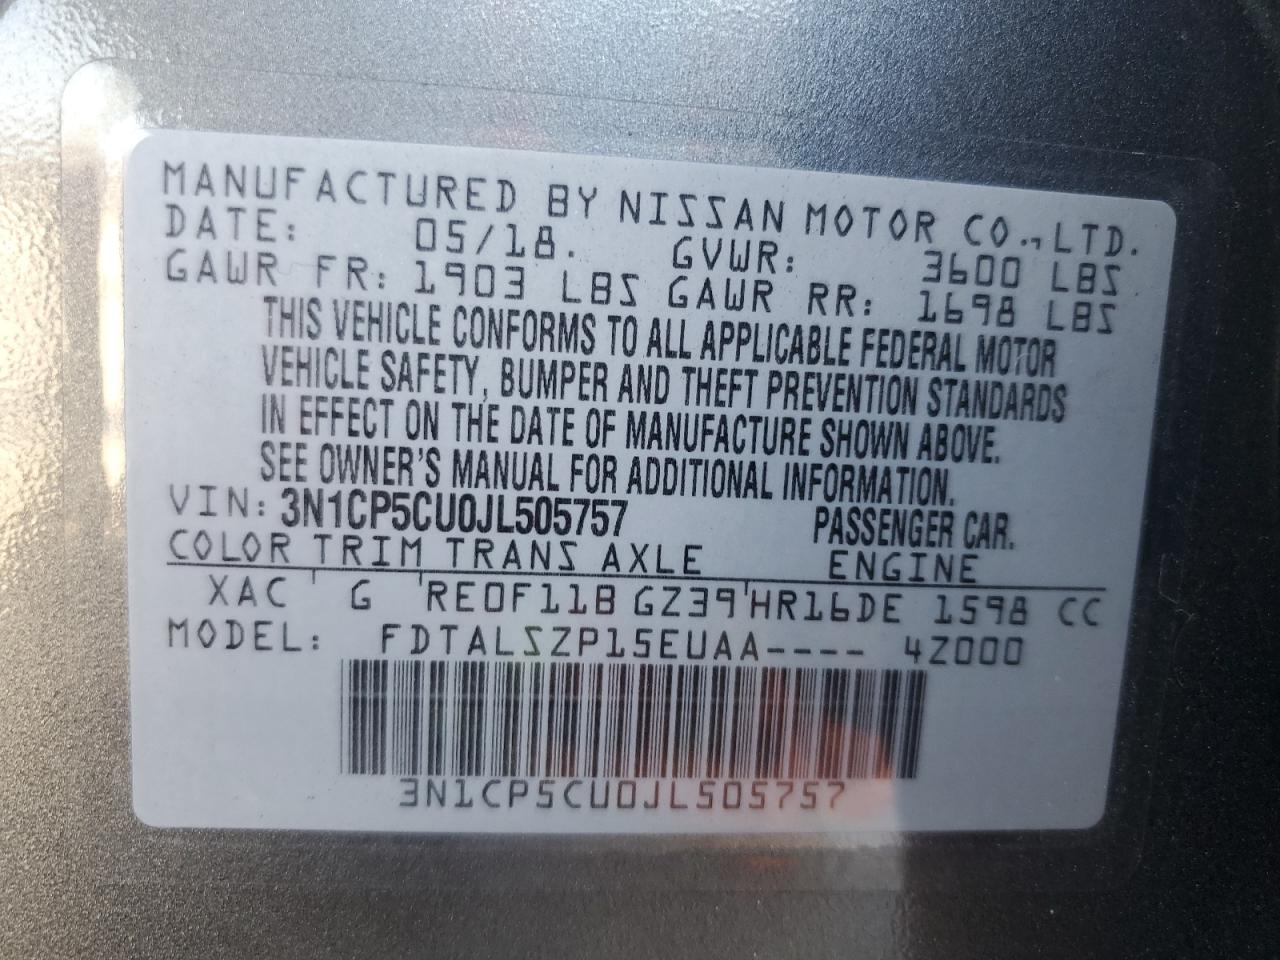 MANUFACTURED BY NISSAN MOTOR CO., LTD.
DATE: 05/18. GVWR: 3600 LBS
GAWR FR: 1903 LBS GAWR RR: 1698 LBS
THIS VEHICLE CONFORMS TO ALL APPLICABLE FEDERAL MOTOR
VEHICLE SAFETY, BUMPER AND THEFT PREVENTION STANDARDS
IN EFFECT ON THE DATE OF MANUFACTURE SHOWN ABOVE.
SEE OWNER'S MANUAL FOR ADDITIONAL INFORMATION.
VIN: 3N1CP5CU0JL505757 PASSENGER CAR.
COLOR TRIM TRANS AXLE ENGINE
XAC G RE0F11B GZ39 HR16DE 1598 CC
MODEL: FDTALSZP15EUAA---- 4Z000
3N1CP5CU0JL505757